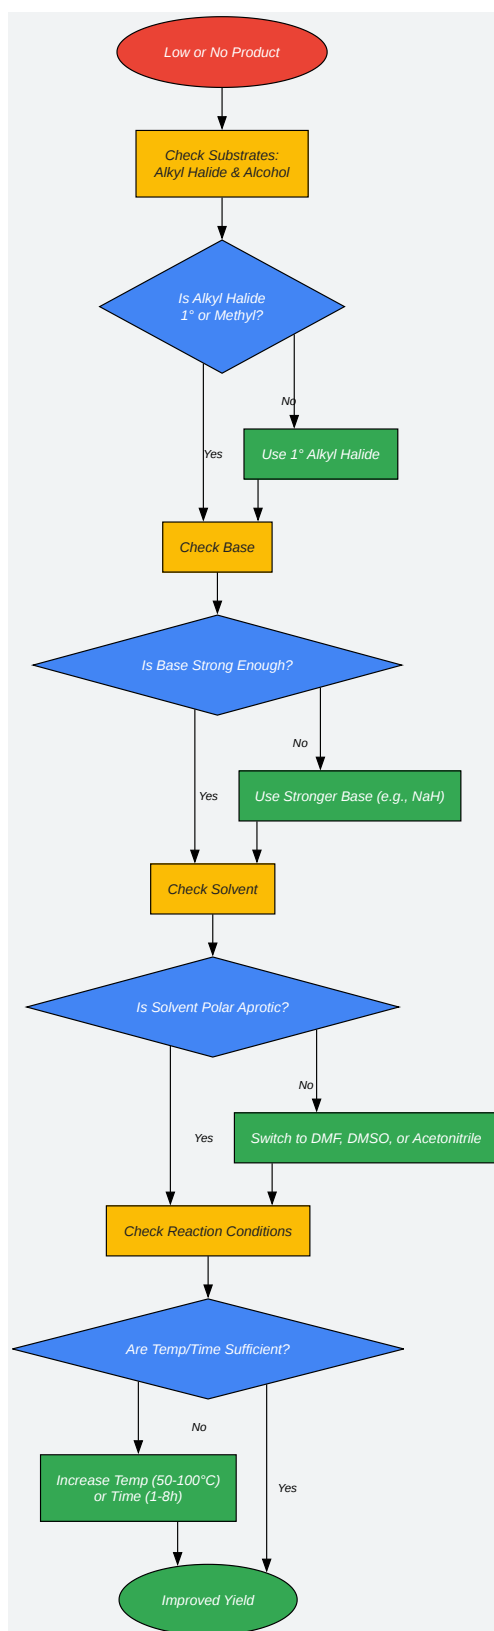 Low or No Product
Check Substrates:
Alkyl Halide & Alcohol
Is Alkyl Halide
1° or Methyl?
No
Yes
Use 1° Alkyl Halide
Check Base
Is Base Strong Enough?
No
Yes
Use Stronger Base (e.g., NaH)
Check Solvent
Is Solvent Polar Aprotic?
No
Yes
Switch to DMF, DMSO, or Acetonitrile
Check Reaction Conditions
Are Temp/Time Sufficient?
No
Increase Temp (50-100°C)
or Time (1-8h)
Yes
Improved Yield